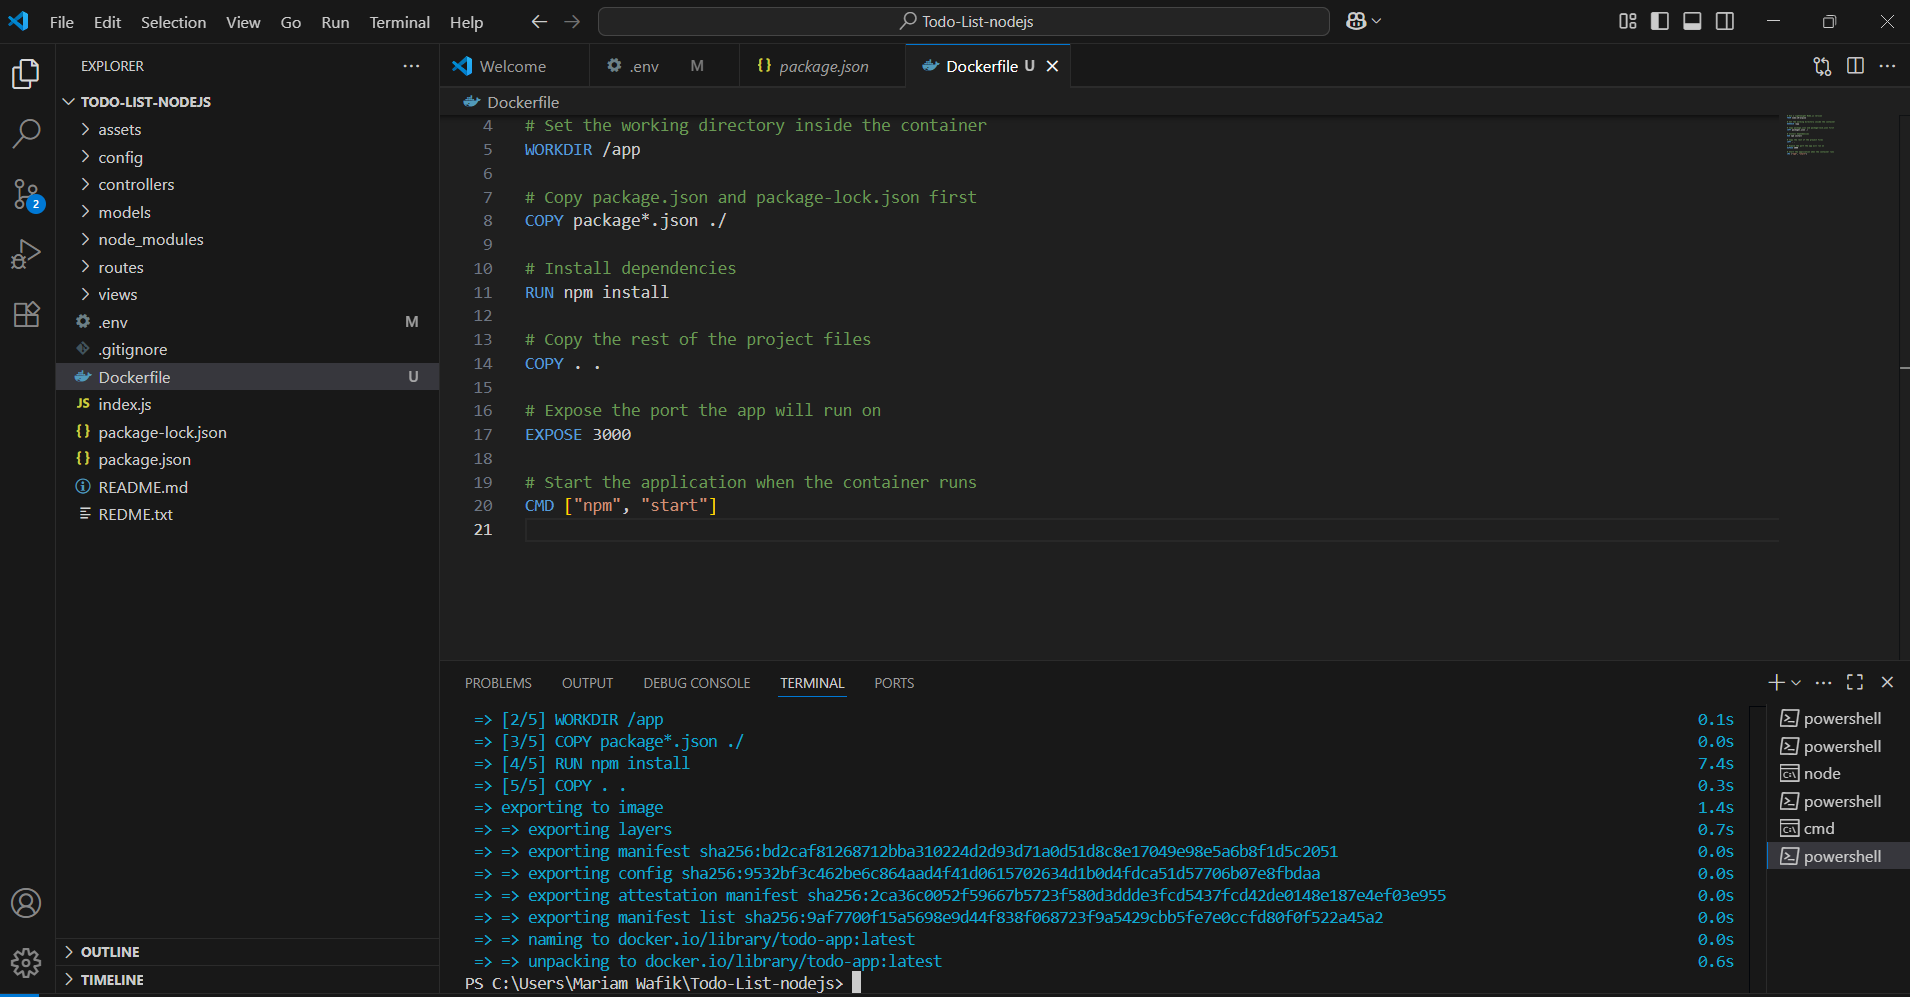 File Edit Selection View Go Run Terminal Help
Todo-List-nodejs
EXPLORER
TODO-LIST-NODEJS
assets
config
controllers
models
node_modules
routes
views
.env M
.gitignore
Dockerfile U
JS index.js
{} package-lock.json
{} package.json
README.md
REDME.txt
OUTLINE
TIMELINE
2
Welcome
.env M
{} package.json
Dockerfile U
Dockerfile
4 # Set the working directory inside the container
5 WORKDIR /app
6
7 # Copy package.json and package-lock.json first
8 COPY package*.json ./
9
10 # Install dependencies
11 RUN npm install
12
13 # Copy the rest of the project files
14 COPY . .
15
16 # Expose the port the app will run on
17 EXPOSE 3000
18
19 # Start the application when the container runs
20 CMD ["npm", "start"]
21
PROBLEMS OUTPUT DEBUG CONSOLE TERMINAL PORTS
=> [2/5] WORKDIR /app 0.1s
=> [3/5] COPY package*.json ./ 0.0s
=> [4/5] RUN npm install 7.4s
=> [5/5] COPY . . 0.3s
=> exporting to image 1.4s
=> => exporting layers 0.7s
=> => exporting manifest sha256:bd2caf81268712bba310224d2d93d71a0d51d8c8e17049e98e5a6b8f1d5c2051 0.0s
=> => exporting config sha256:9532bf3c462be6c864aad4f41d0615702634d1b0d4fdca51d57706b07e8fbdaa 0.0s
=> => exporting attestation manifest sha256:2ca36c0052f59667b5723f580d3ddde3fcd5437fcd42de0148e187e4ef03e955 0.0s
=> => exporting manifest list sha256:9af7700f15a5698e9d44f838f068723f9a5429cbb5fe7e0ccfd80f0f522a45a2 0.0s
=> => naming to docker.io/library/todo-app:latest 0.0s
=> => unpacking to docker.io/library/todo-app:latest 0.6s
PS C:\Users\Mariam Wafik\Todo-List-nodejs>
powershell
powershell
node
powershell
cmd
powershell